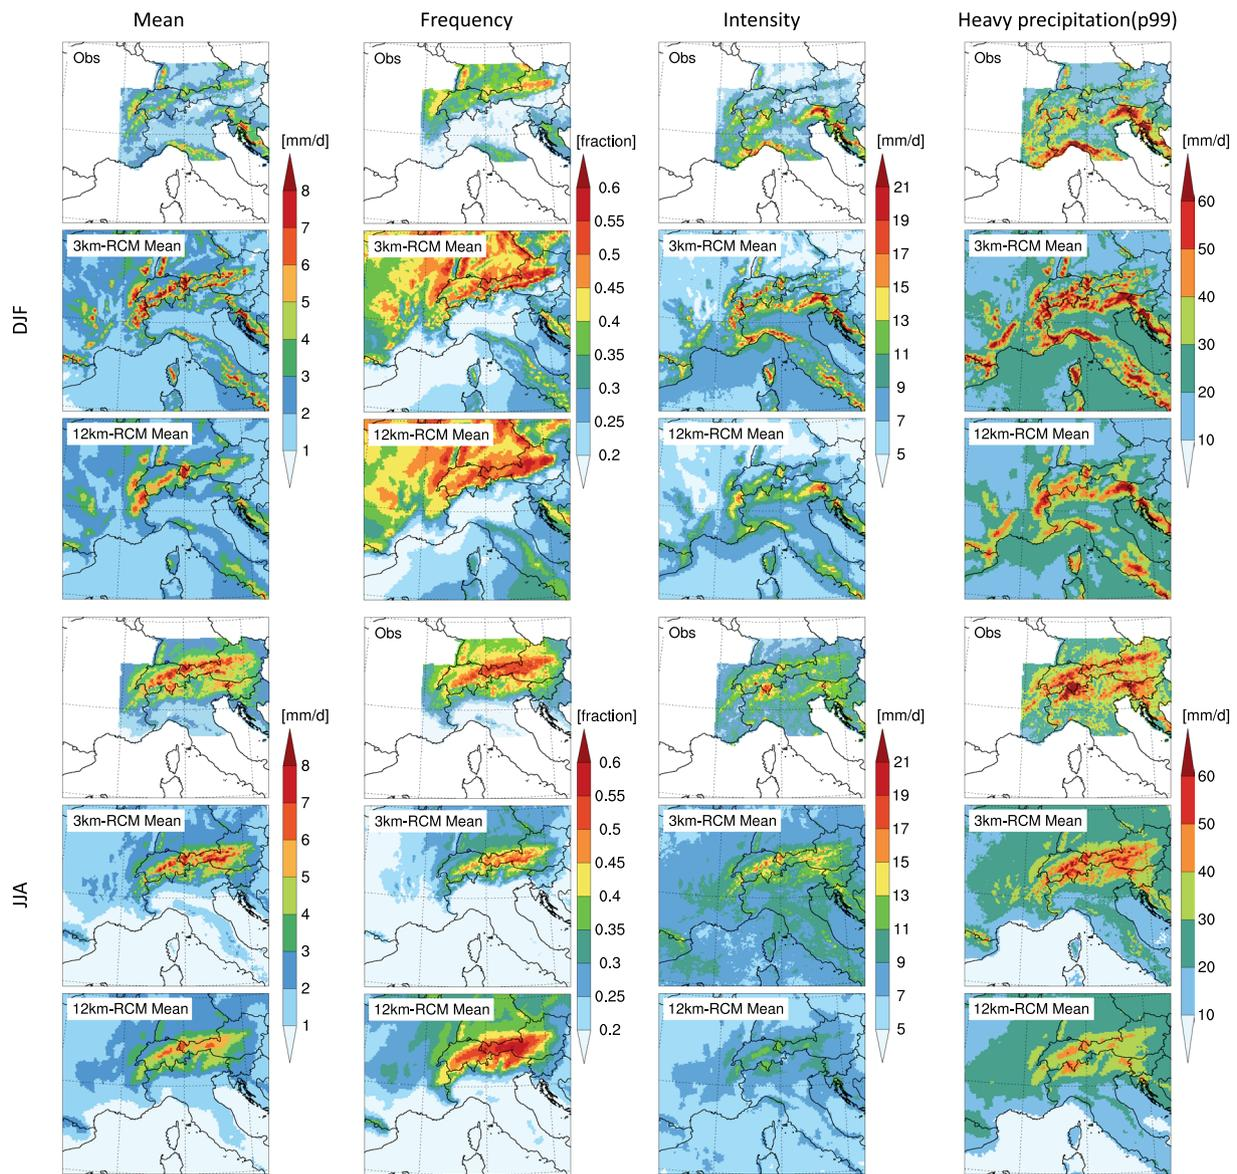 Mean Frequency Intensity Heavy precipitation(p99)
DJF
Obs Obs Obs Obs
[mm/d] [fraction] [mm/d] [mm/d]
8 0.6 21 60
7 0.55 19 50
6 0.5 17 40
5 0.45 15 30
4 0.4 13 20
3 0.35 11 10
2 0.3 9
1 0.25 7
0.2 5
3km-RCM Mean 3km-RCM Mean 3km-RCM Mean 3km-RCM Mean
12km-RCM Mean 12km-RCM Mean 12km-RCM Mean 12km-RCM Mean
JJA
Obs Obs Obs Obs
[mm/d] [fraction] [mm/d] [mm/d]
8 0.6 21 60
7 0.55 19 50
6 0.5 17 40
5 0.45 15 30
4 0.4 13 20
3 0.35 11 10
2 0.3 9
1 0.25 7
0.2 5
3km-RCM Mean 3km-RCM Mean 3km-RCM Mean 3km-RCM Mean
12km-RCM Mean 12km-RCM Mean 12km-RCM Mean 12km-RCM Mean